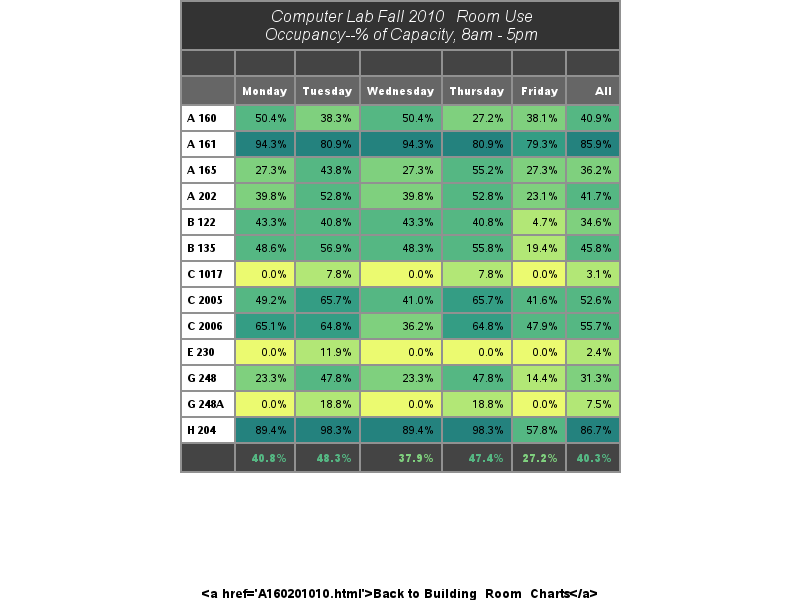 Computer Lab Fall 2010 Room Use
Occupancy--% of Capacity, 8am - 5pm
Monday Tuesday Wednesday Thursday Friday All
A 160 50.4% 38.3% 50.4% 27.2% 38.1% 40.9%
A 161 94.3% 80.9% 94.3% 80.9% 79.3% 85.9%
A 165 27.3% 43.8% 27.3% 55.2% 27.3% 36.2%
A 202 39.8% 52.8% 39.8% 52.8% 23.1% 41.7%
B 122 43.3% 40.8% 43.3% 40.8% 4.7% 34.6%
B 135 48.6% 56.9% 48.3% 55.8% 19.4% 45.8%
C 1017 0.0% 7.8% 0.0% 7.8% 0.0% 3.1%
C 2005 49.2% 65.7% 41.0% 65.7% 41.6% 52.6%
C 2006 65.1% 64.8% 36.2% 64.8% 47.9% 55.7%
E 230 0.0% 11.9% 0.0% 0.0% 0.0% 2.4%
G 248 23.3% 47.8% 23.3% 47.8% 14.4% 31.3%
G 248A 0.0% 18.8% 0.0% 18.8% 0.0% 7.5%
H 204 89.4% 98.3% 89.4% 98.3% 57.8% 86.7%
40.8% 48.3% 37.9% 47.4% 27.2% 40.3%
<a href='A160201010.html'>Back to Building Room Charts</a>